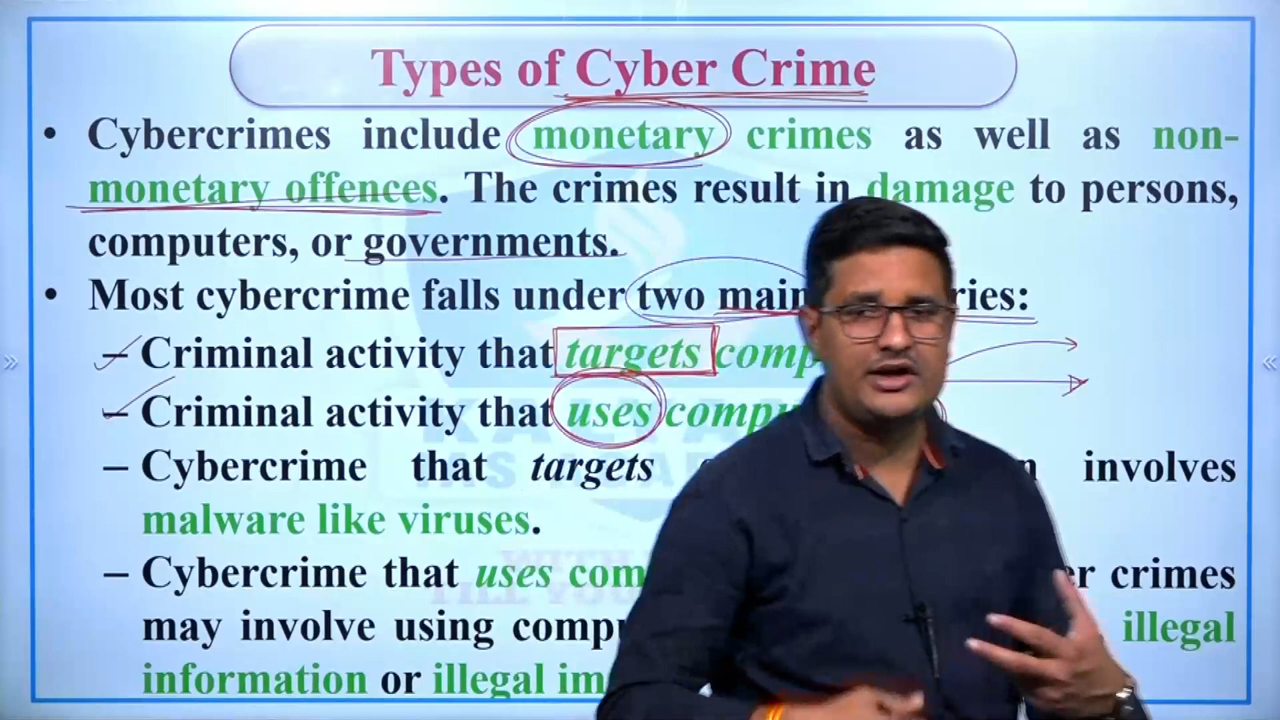 Types of Cyber Crime
• Cybercrimes include monetary crimes as well as non-
monetary offences. The crimes result in damage to persons,
computers, or governments.
• Most cybercrime falls under two main
– Criminal activity that targets
– Criminal activity that uses
– Cybercrime that targets involves
malware like viruses.
– Cybercrime that uses crimes
may involve using illegal
information or illegal